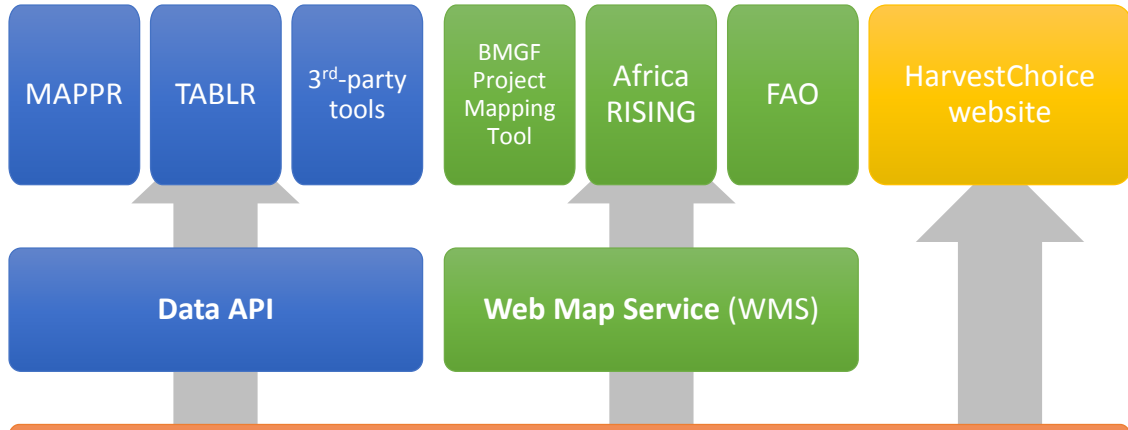 MAPPR
TABLR
3rd-party
tools
BMGF
Project
Mapping
Tool
Africa
RISING
FAO
HarvestChoice
website
Data API
Web Map Service (WMS)